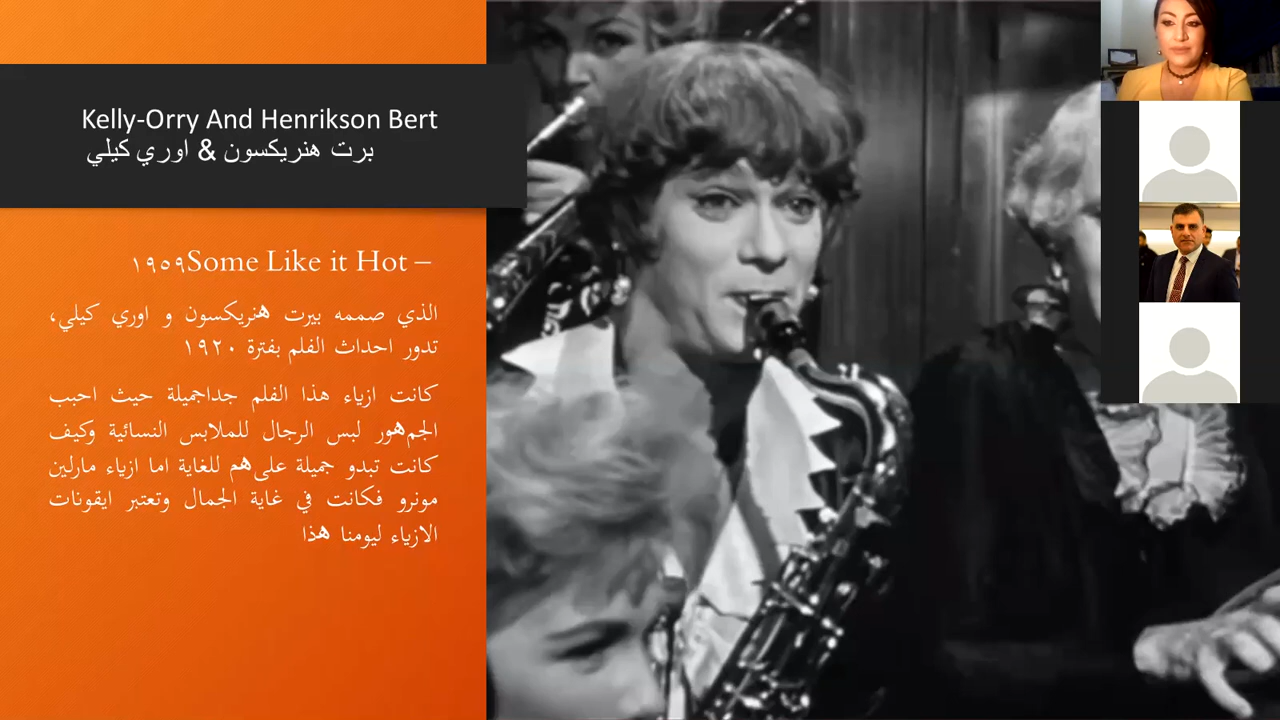 Kelly-Orry And Henrikson Bert
برت هنريكسون & اوري كيلي
١٩٥٩Some Like it Hot –
الذي صممه بيرت هنريكسون و اوري كيلي،
تدور احداث الفلم بفترة ١٩٢٠
كانت ازياء هذا الفلم جداجميلة حيث احبب
الجمهور لبس الرجال للملابس النسائية وكيف
كانت تبدو جميلة عليهم للغاية اما ازياء مارلين
مونرو فكانت في غاية الجمال وتعتبر ايقونات
الازياء ليومنا هذا